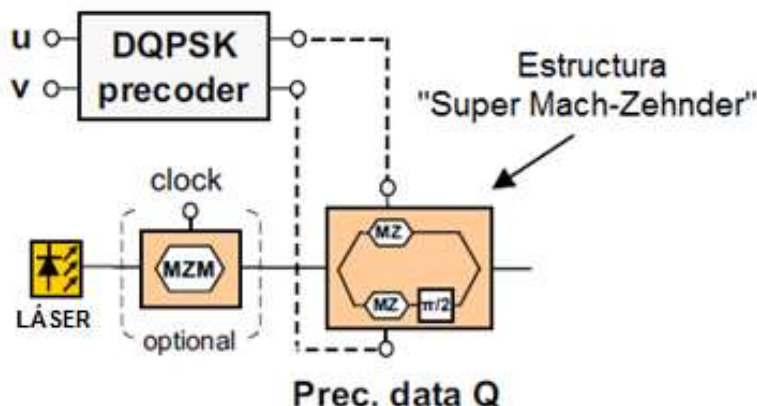 u
v
DQPSK
precoder
Estructura
"Super Mach-Zehnder"
clock
MZ
MZM
MZ
π/2
LÁSER
optional
Prec. data Q